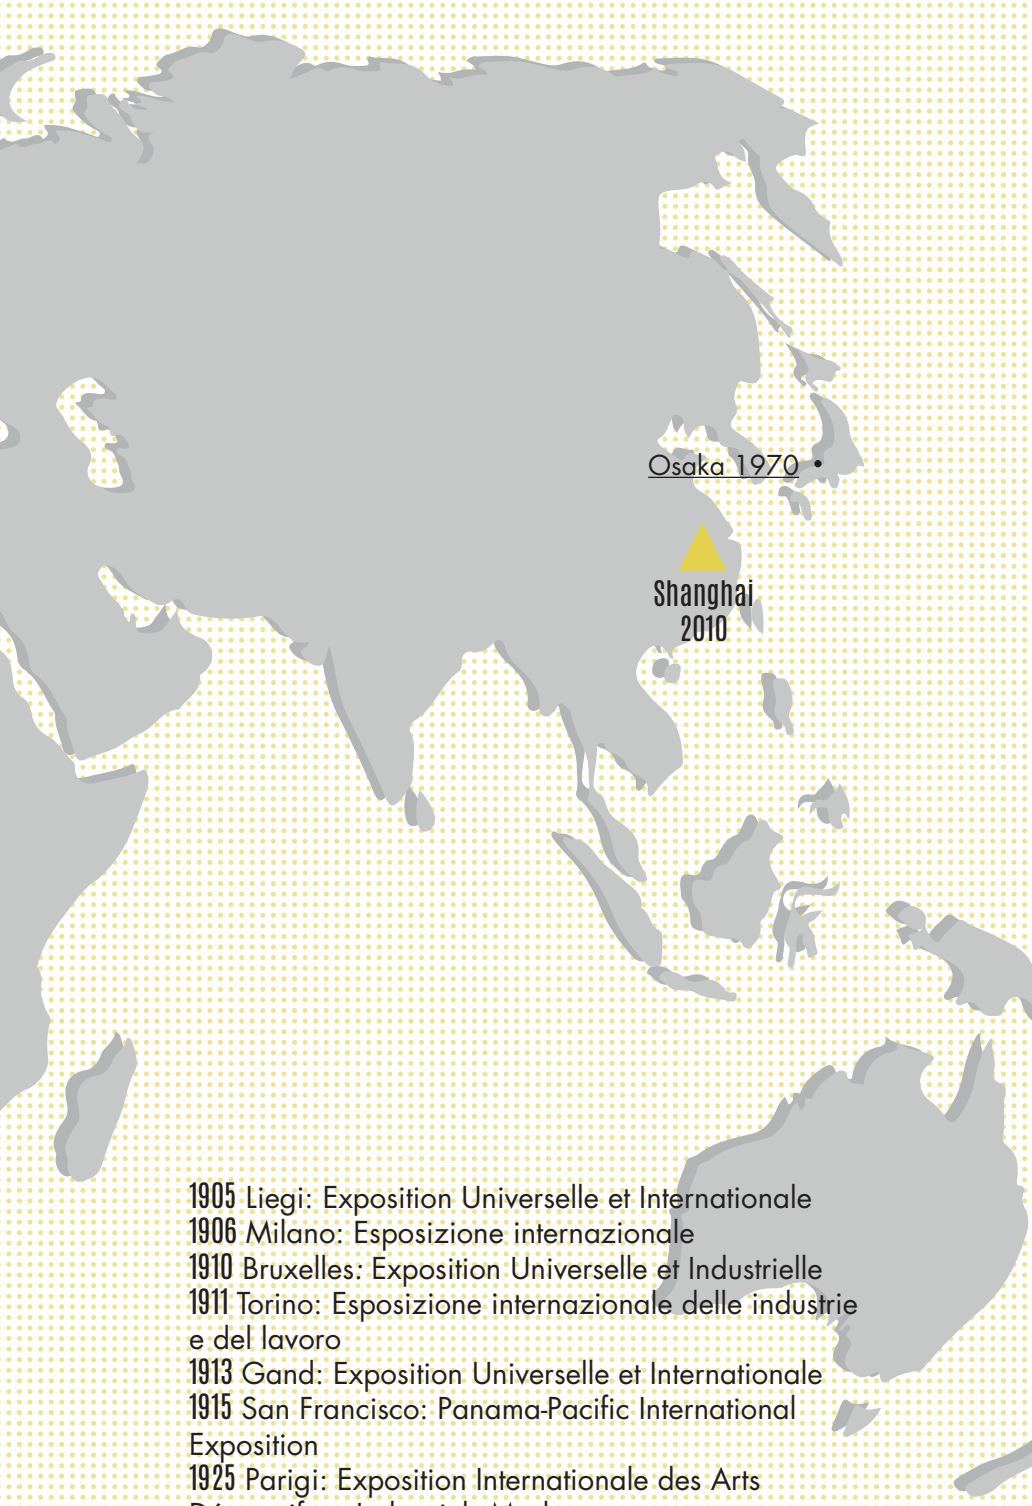 Osaka 1970 •
Shanghai
2010
1905 Liegi: Exposition Universelle et Internationale
1906 Milano: Esposizione internazionale
1910 Bruxelles: Exposition Universelle et Industrielle
1911 Torino: Esposizione internazionale delle industrie
e del lavoro
1913 Gand: Exposition Universelle et Internationale
1915 San Francisco: Panama-Pacific International
Exposition
1925 Parigi: Exposition Internationale des Arts